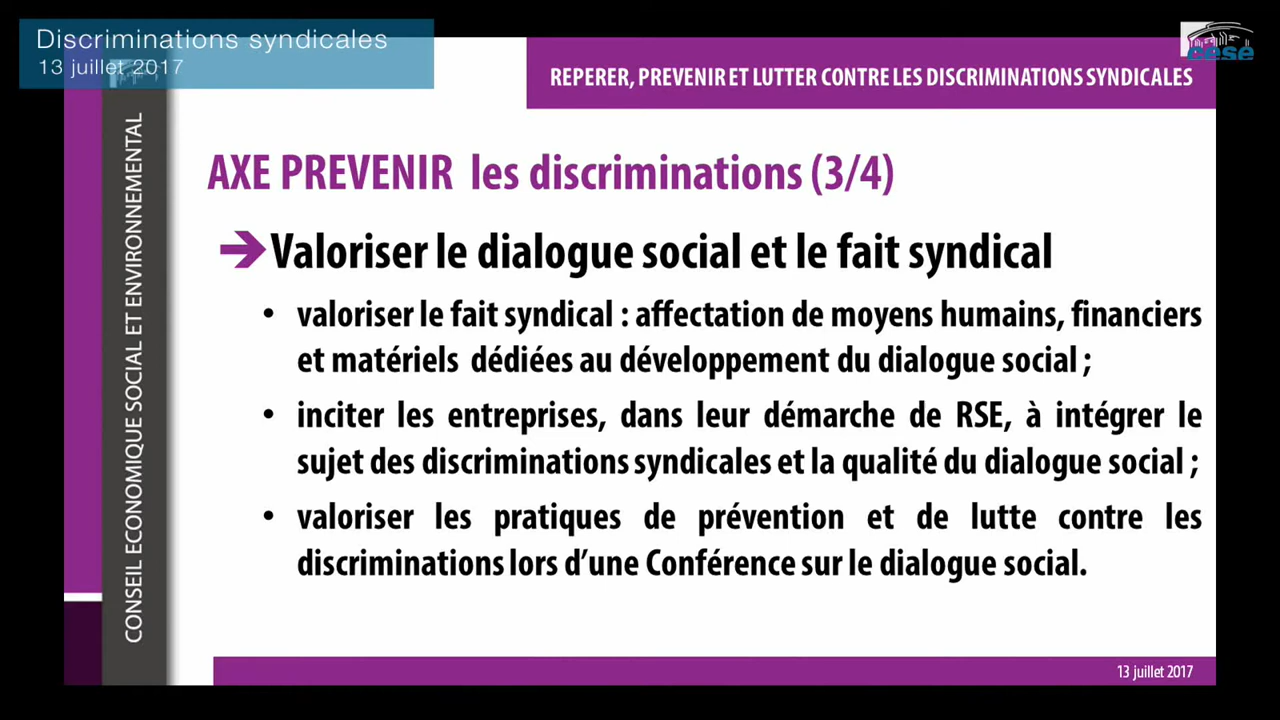 Discriminations syndicales
13 juillet 2017
cese
REPERER, PREVENIR ET LUTTER CONTRE LES DISCRIMINATIONS SYNDICALES
CONSEIL ECONOMIQUE SOCIAL ET ENVIRONNEMENTAL
AXE PREVENIR les discriminations (3/4)
➔ Valoriser le dialogue social et le fait syndical
• valoriser le fait syndical : affectation de moyens humains, financiers
et matériels dédiées au développement du dialogue social ;
• inciter les entreprises, dans leur démarche de RSE, à intégrer le
sujet des discriminations syndicales et la qualité du dialogue social ;
• valoriser les pratiques de prévention et de lutte contre les
discriminations lors d’une Conférence sur le dialogue social.
13 juillet 2017